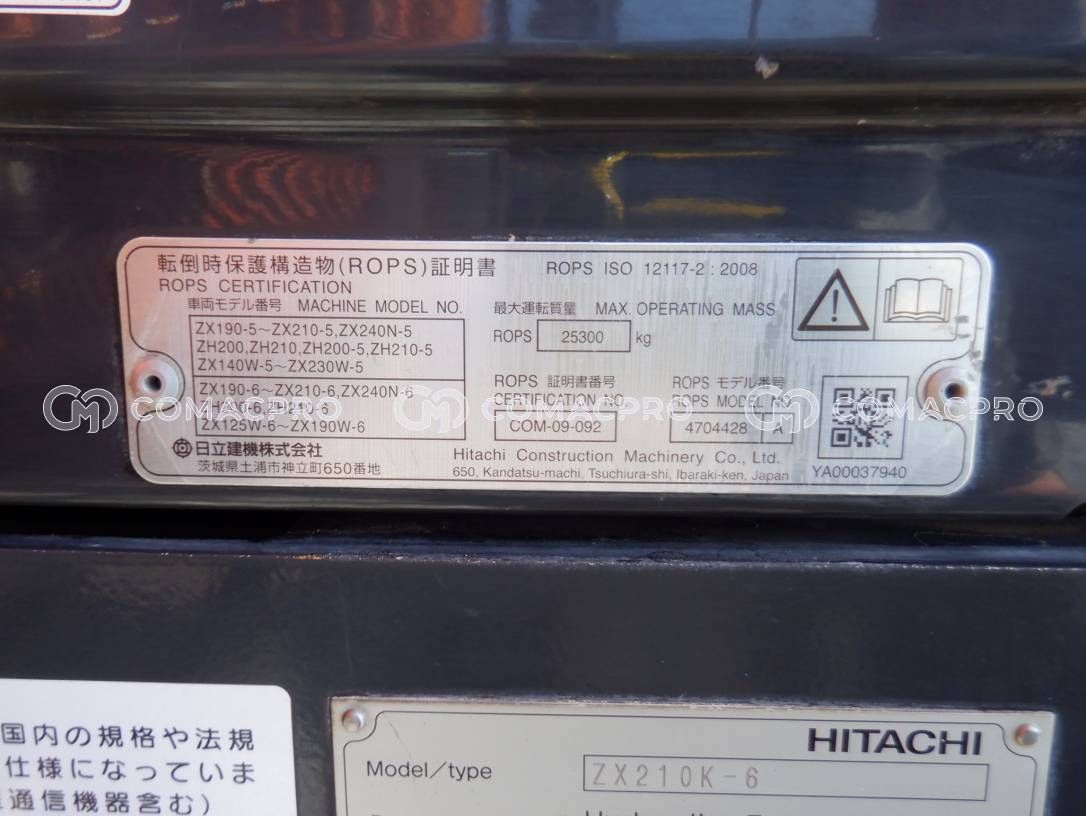 転倒時保護構造物(ROPS)証明書
ROPS ISO 12117-2 : 2008
ROPS CERTIFICATION
車両モデル番号 MACHINE MODEL NO.
ZX190-5~ZX210-5,ZX240N-5
ZH200,ZH210,ZH200-5,ZH210-5
ZX140W-5~ZX230W-5
ZX190-6~ZX210-6,ZX240N-6
ZH200-6,ZH210-6
ZX125W-6~ZX190W-6
最大運転質量 MAX. OPERATING MASS
ROPS 25300 kg
ROPS 証明書番号
CERTIFICATION NO.
COM-09-092
ROPS モデル番号
ROPS MODEL NO.
4704428 A
YA00037940
日立建機株式会社
茨城県土浦市神立町650番地
Hitachi Construction Machinery Co., Ltd.
650, Kandatsu-machi, Tsuchiura-shi, Ibaraki-ken, Japan
COMACPRO COMACPRO COMACPRO
国内の規格や法規
仕様になっていま
通信機器含む)
HITACHI
Model/type ZX210K-6